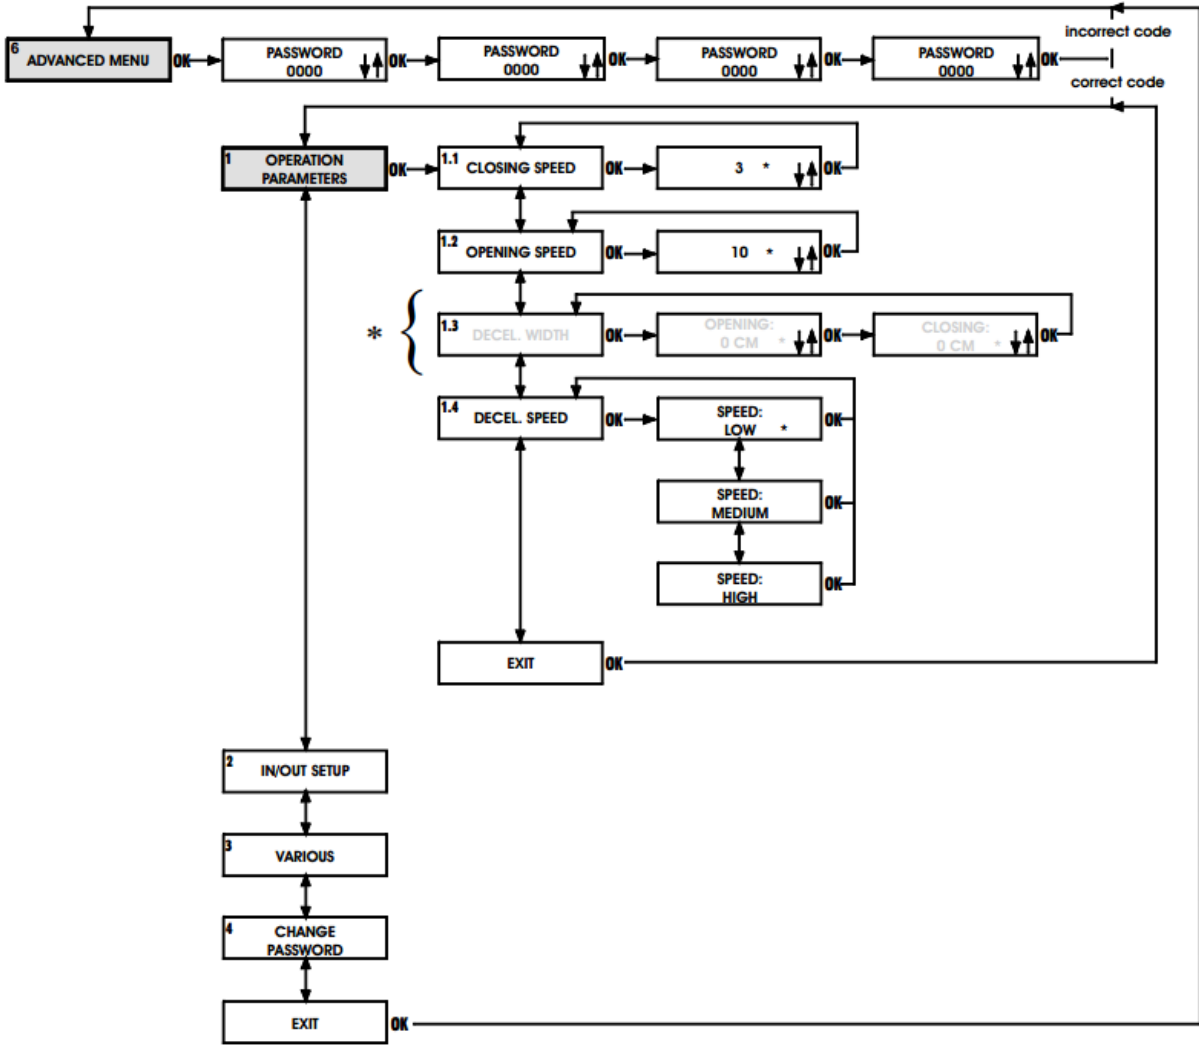 6
ADVANCED MENU
OK
PASSWORD
0000
OK
PASSWORD
0000
OK
PASSWORD
0000
OK
PASSWORD
0000
OK
incorrect code
correct code
1
OPERATION
PARAMETERS
OK
1.1
CLOSING SPEED
OK
3 *
OK
1.2
OPENING SPEED
OK
10 *
OK
*
1.3
DECEL. WIDTH
OK
OPENING:
0 CM *
OK
CLOSING:
0 CM *
OK
1.4
DECEL. SPEED
OK
SPEED:
LOW *
OK
SPEED:
MEDIUM
OK
SPEED:
HIGH
OK
EXIT
OK
2
IN/OUT SETUP
3
VARIOUS
4
CHANGE
PASSWORD
EXIT
OK